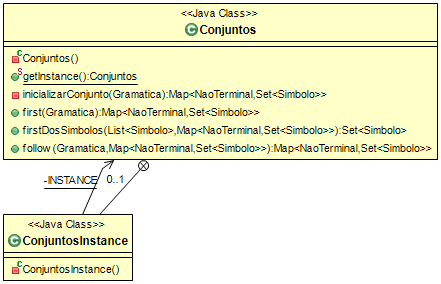 <<Java Class>>
Conjuntos
Conjuntos()
getInstance():Conjuntos
inicializarConjunto(Gramatica):Map<NaoTerminal,Set<Simbolo>>
first(Gramatica):Map<NaoTerminal,Set<Simbolo>>
firstDosSimbolos(List<Simbolo>,Map<NaoTerminal,Set<Simbolo>>):Set<Simbolo>
follow(Gramatica,Map<NaoTerminal,Set<Simbolo>>):Map<NaoTerminal,Set<Simbolo>>
-INSTANCE 0..1
<<Java Class>>
ConjuntosInstance
ConjuntosInstance()